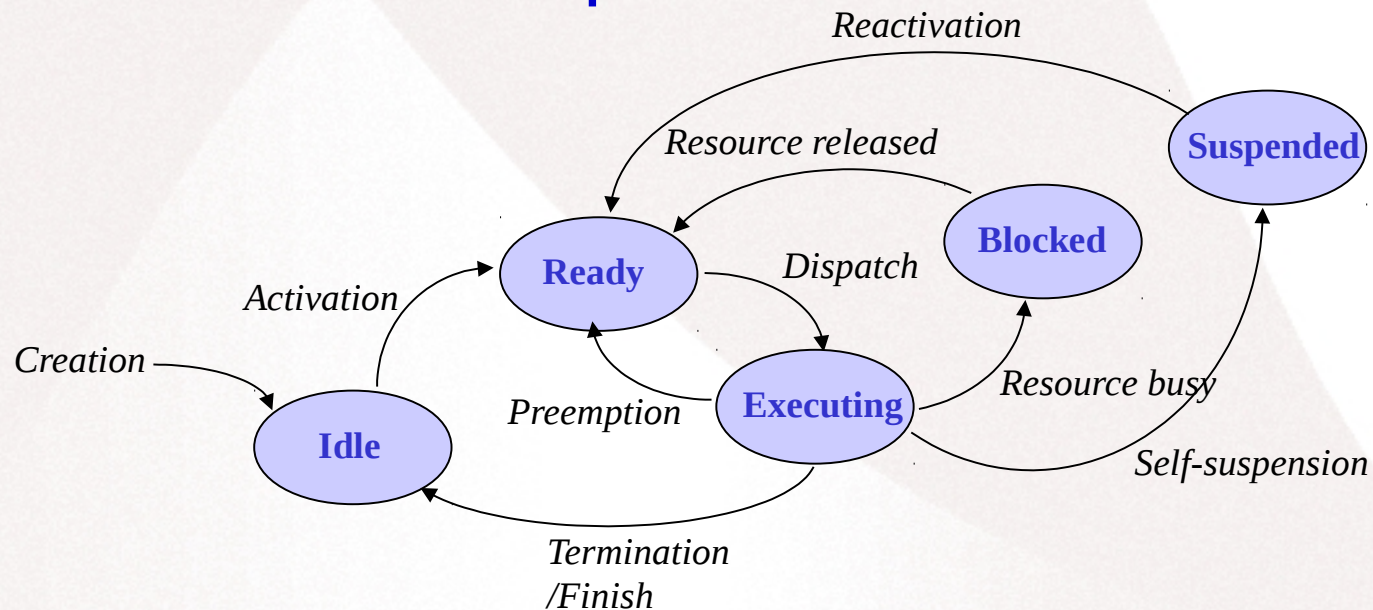 Reactivation
Suspended
Resource released
Blocked
Dispatch
Ready
Activation
Creation
Resource busy
Executing
Preemption
Idle
Self-suspension
Termination
/Finish